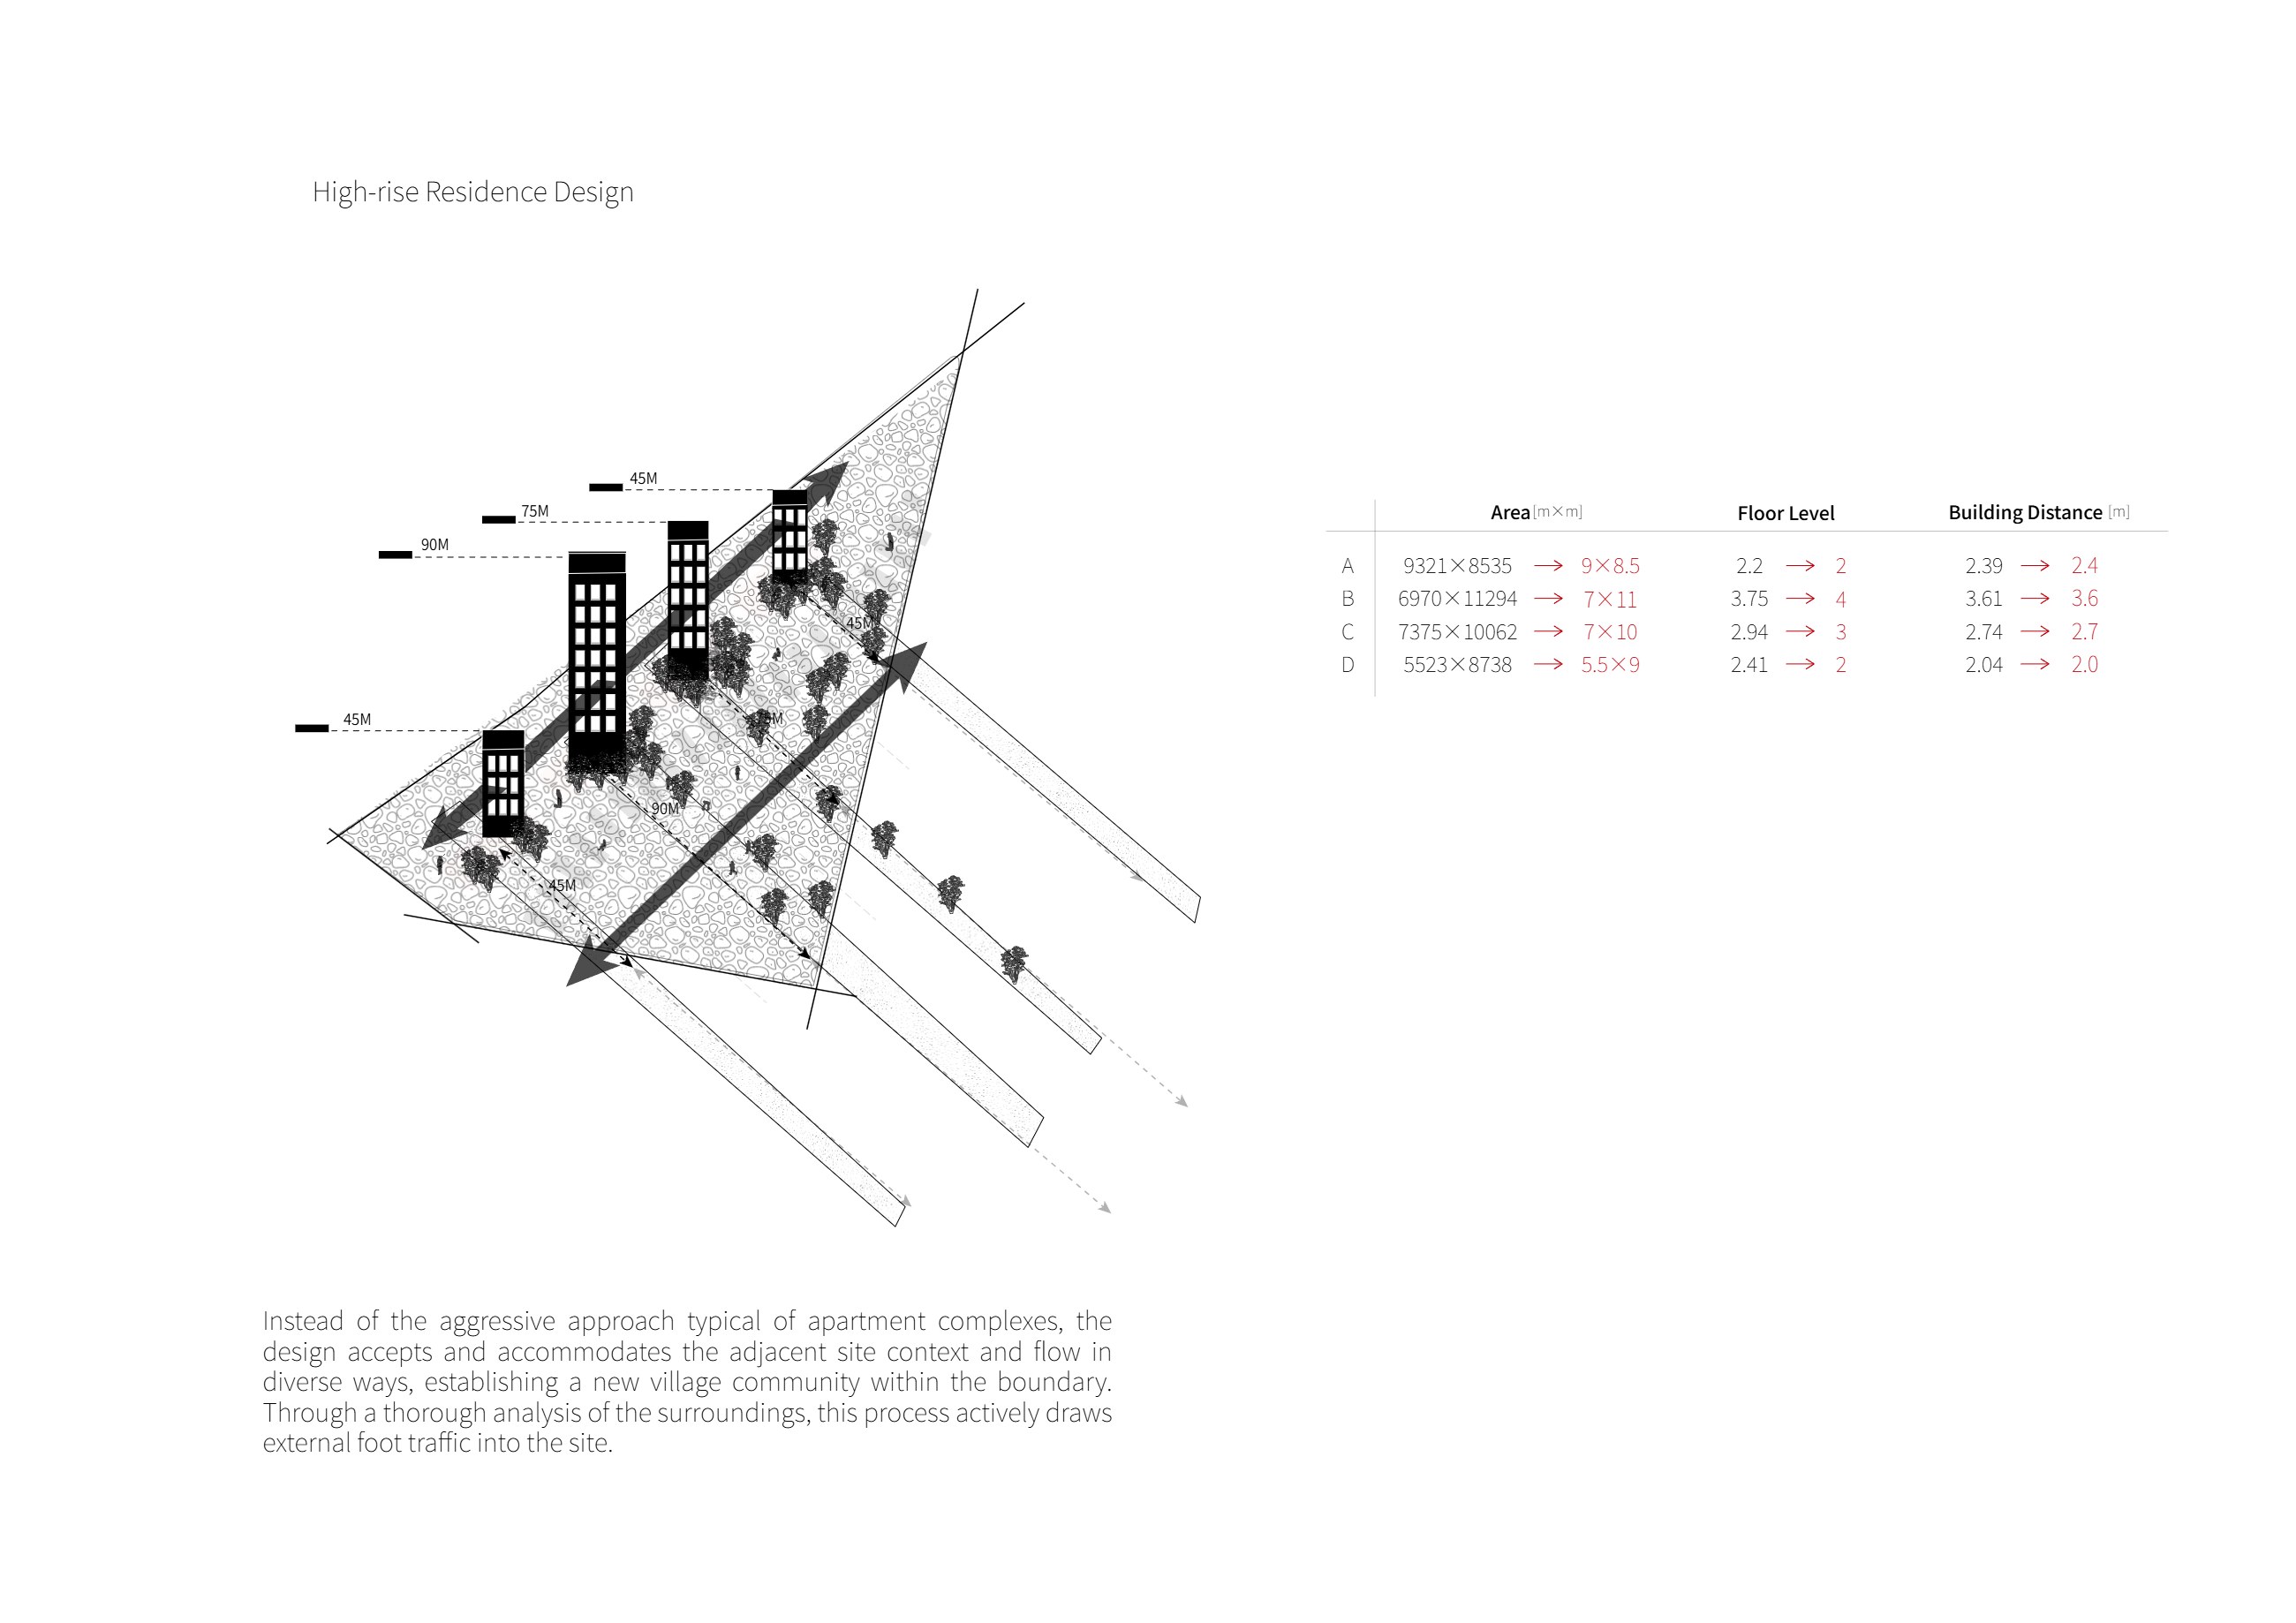 High-rise Residence Design
45M
75M
90M
45M
45M
75M
90M
45M
Area [m×m] Floor Level Building Distance [m]
A 9321×8535 → 9×8.5 2.2 → 2 2.39 → 2.4
B 6970×11294 → 7×11 3.75 → 4 3.61 → 3.6
C 7375×10062 → 7×10 2.94 → 3 2.74 → 2.7
D 5523×8738 → 5.5×9 2.41 → 2 2.04 → 2.0
Instead of the aggressive approach typical of apartment complexes, the
design accepts and accommodates the adjacent site context and flow in
diverse ways, establishing a new village community within the boundary.
Through a thorough analysis of the surroundings, this process actively draws
external foot traffic into the site.